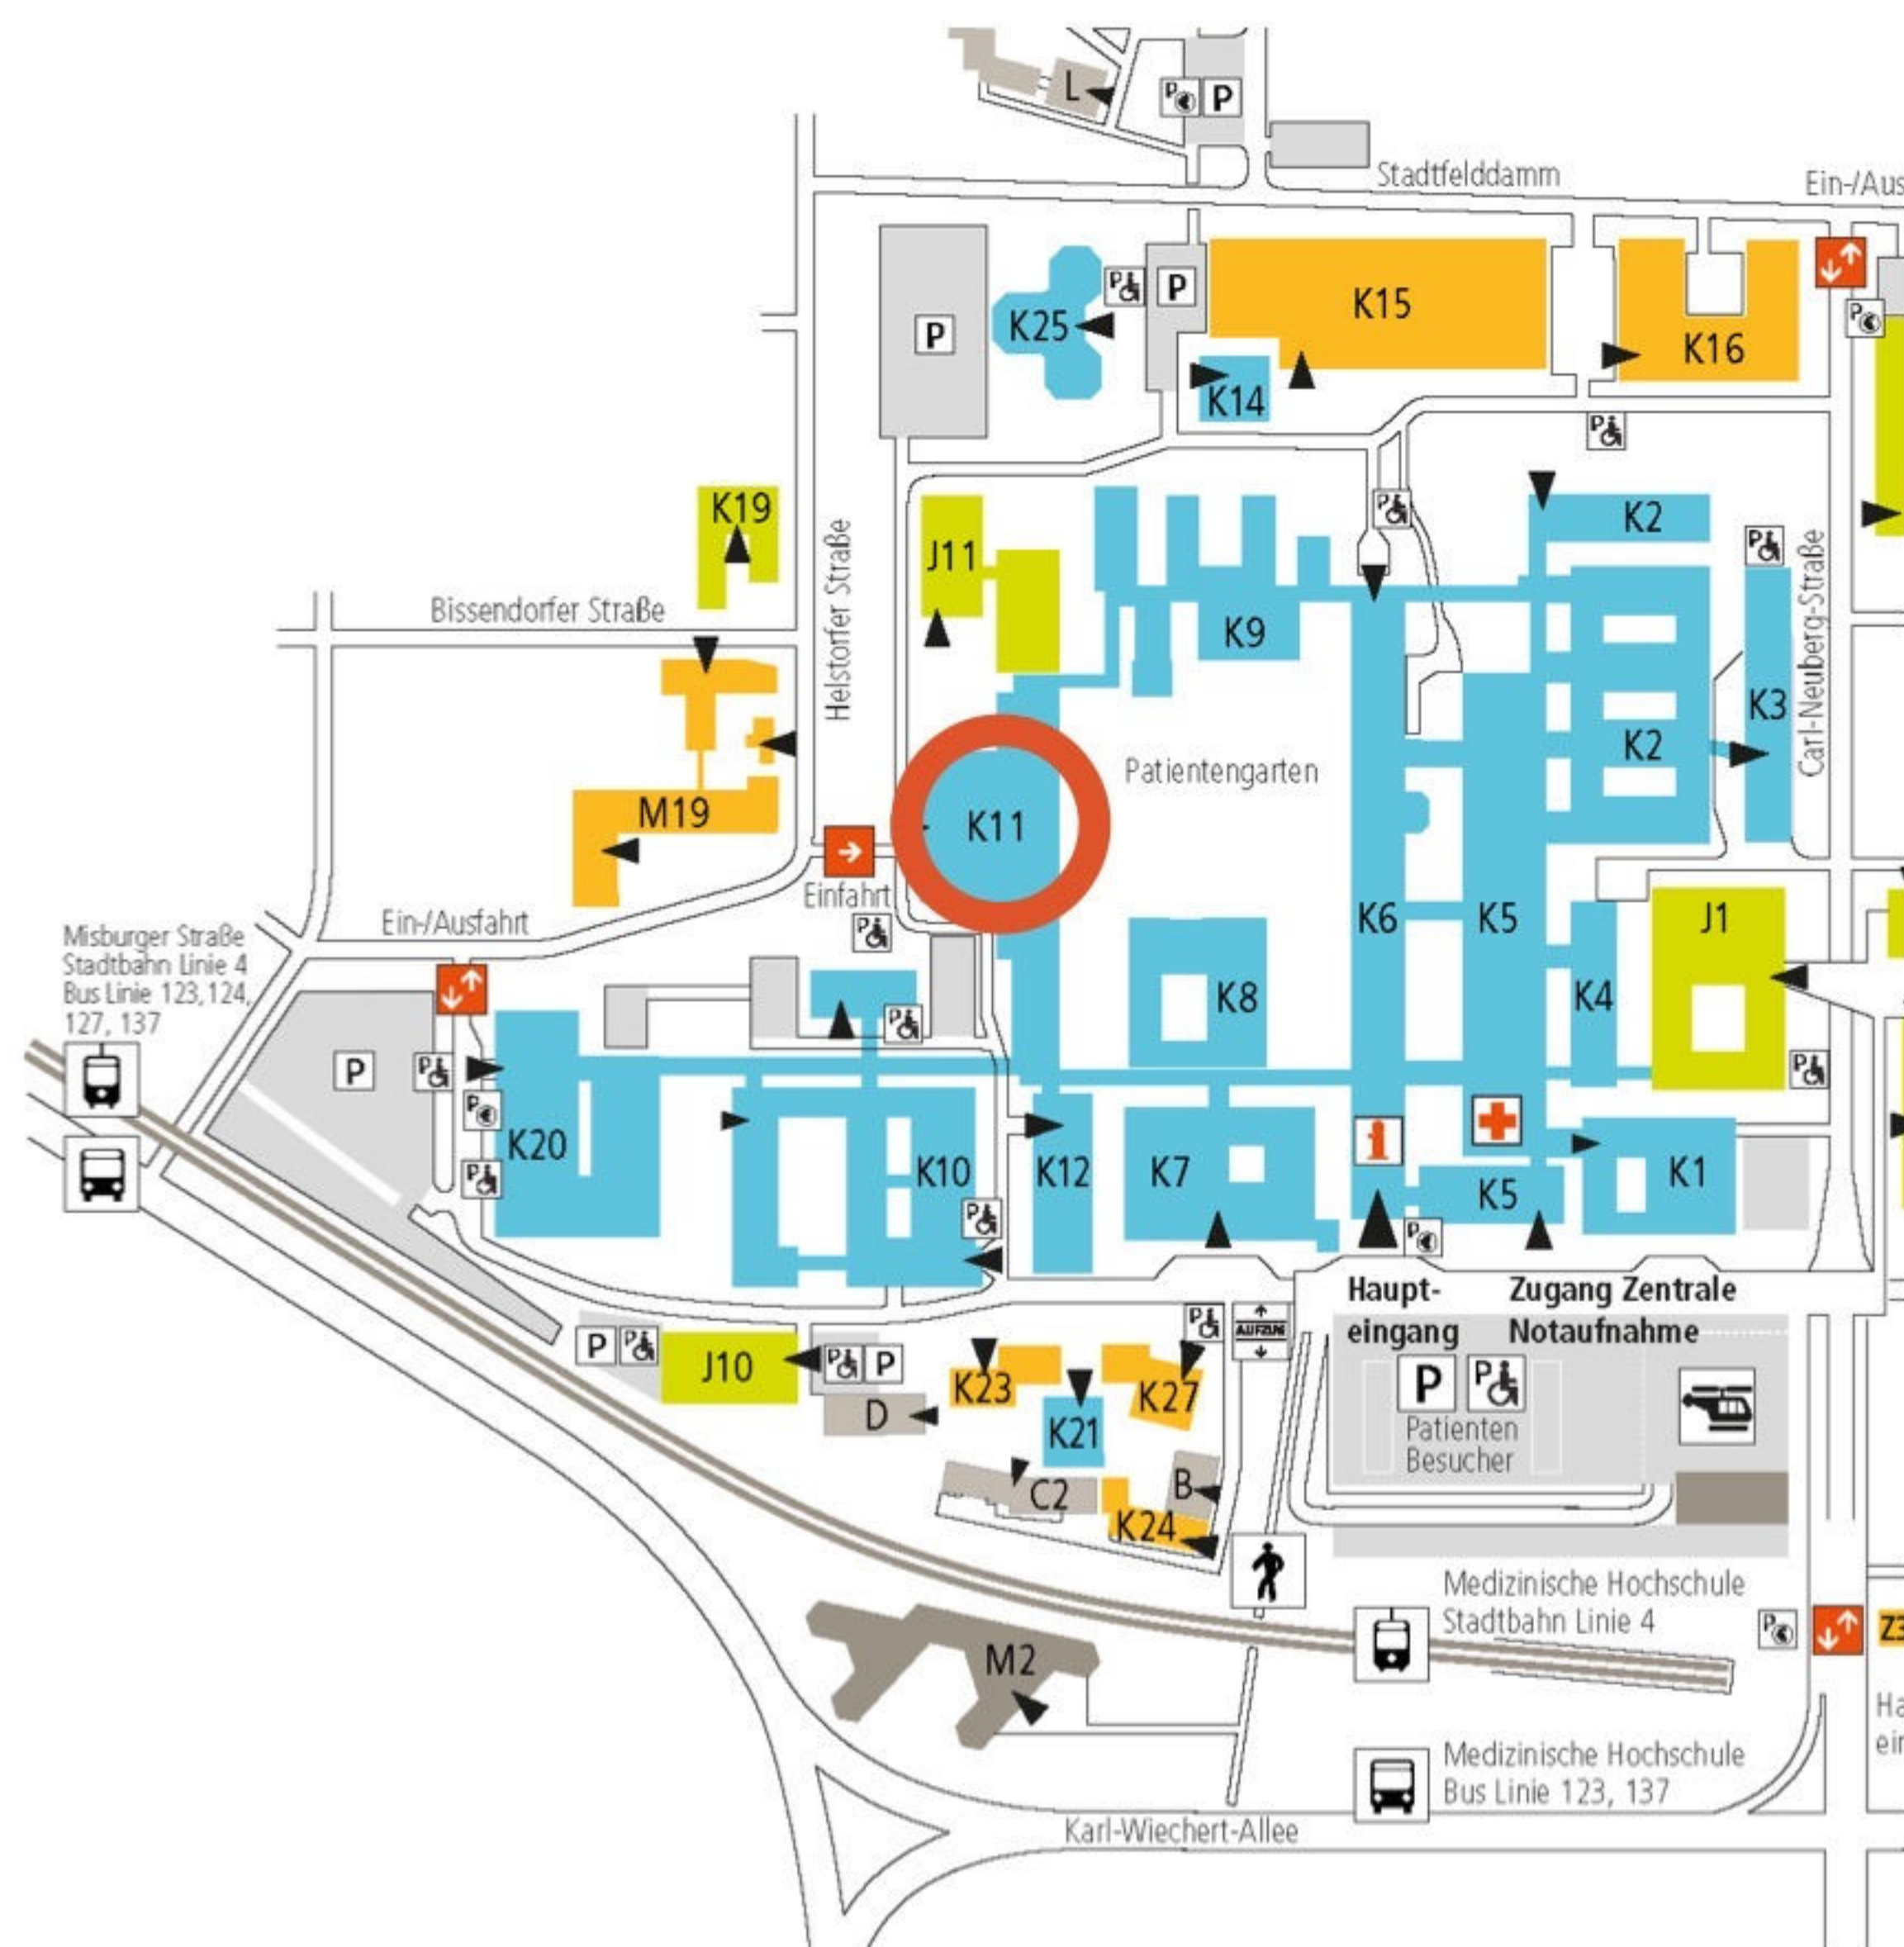 L
P
P
Stadtfelddamm
Ein-/Aus
P
K25
P
P
K15
K16
P
K14
P
K19
J11
P
K2
P
Bissendorfer Straße
Helstorfer Straße
K9
K2
K3
Carl-Neuberg-Straße
Patientengarten
M19
K11
Einfahrt
P
Ein-/Ausfahrt
K6
K5
J1
Misburger Straße
Stadtbahn Linie 4
Bus Linie 123,124,
127, 137
K8
K4
P
P
P
P
P
K20
P
K10
P
K12
K7
K5
K1
P
Haupt-
eingang
Zugang Zentrale
Notaufnahme
P
AUFZUG
P
P
J10
P
P
K23
K27
D
K21
P
P
Patienten
Besucher
C2
B
K24
Medizinische Hochschule
Stadtbahn Linie 4
P
Z3
M2
Ha
ein
Medizinische Hochschule
Bus Linie 123, 137
Karl-Wiechert-Allee